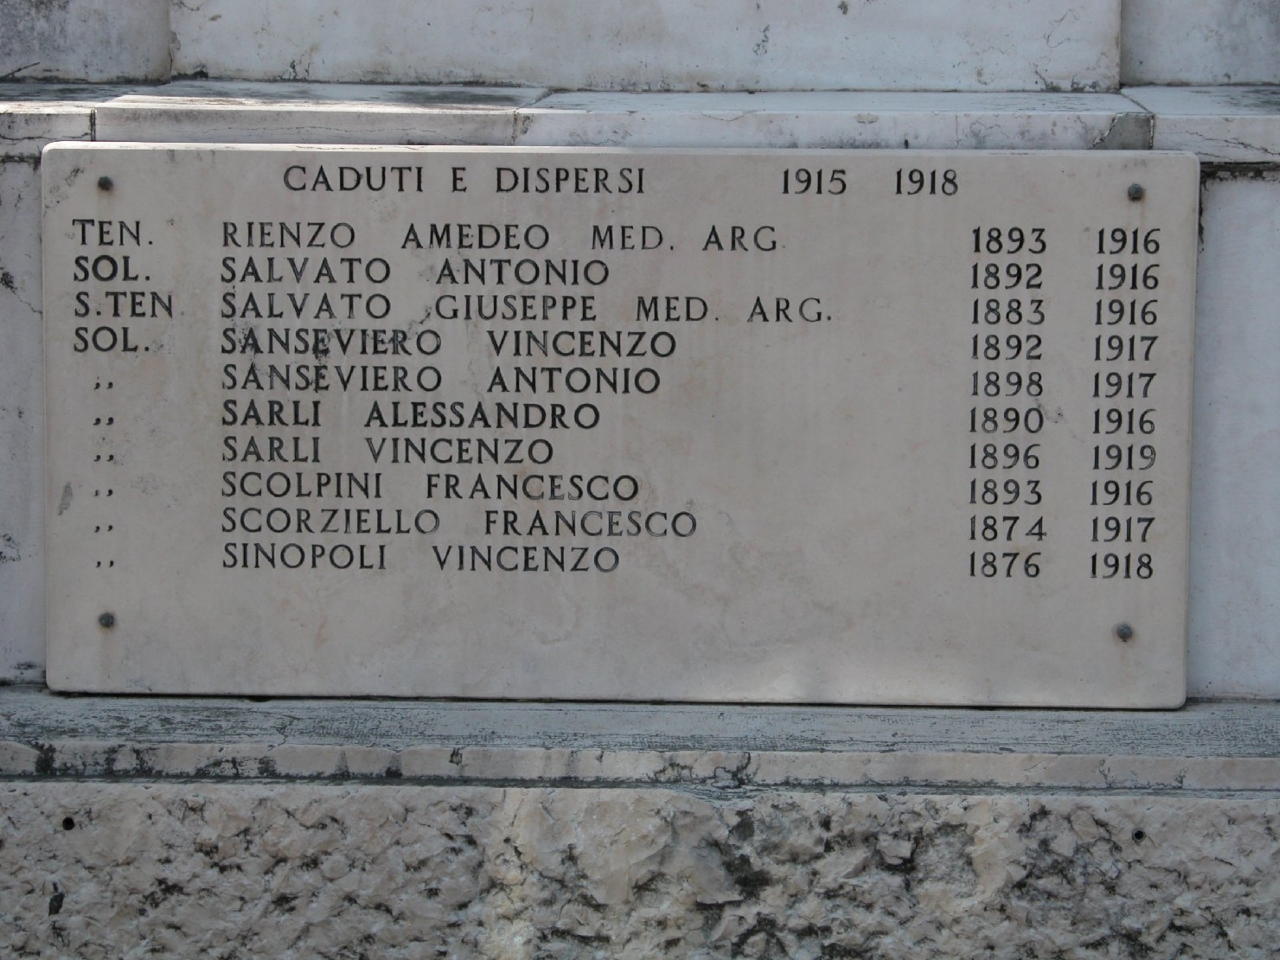 CADUTI E DISPERSI 1915 1918
TEN. RIENZO AMEDEO MED. ARG. 1893 1916
SOL. SALVATO ANTONIO 1892 1916
S.TEN SALVATO GIUSEPPE MED. ARG. 1883 1916
SOL. SANSEVIERO VINCENZO 1892 1917
,, SANSEVIERO ANTONIO 1898 1917
,, SARLI ALESSANDRO 1890 1916
,, SARLI VINCENZO 1896 1919
,, SCOLPINI FRANCESCO 1893 1916
,, SCORZIELLO FRANCESCO 1874 1917
,, SINOPOLI VINCENZO 1876 1918